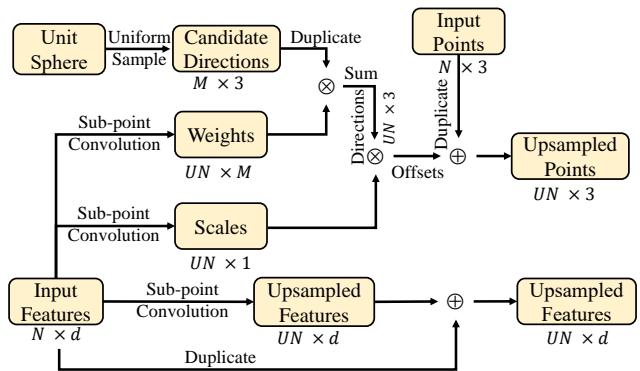 Unit
Sphere
Uniform
Sample
Candidate
Directions
M × 3
Duplicate
Input
Points
N × 3
⊗
Sum
Directions
UN × 3
Duplicate
Sub-point
Convolution
Weights
UN × M
⊗
Offsets
⊕
Upsampled
Points
UN × 3
Sub-point
Convolution
Scales
UN × 1
Input
Features
N × d
Sub-point
Convolution
Upsampled
Features
UN × d
⊕
Upsampled
Features
UN × d
Duplicate